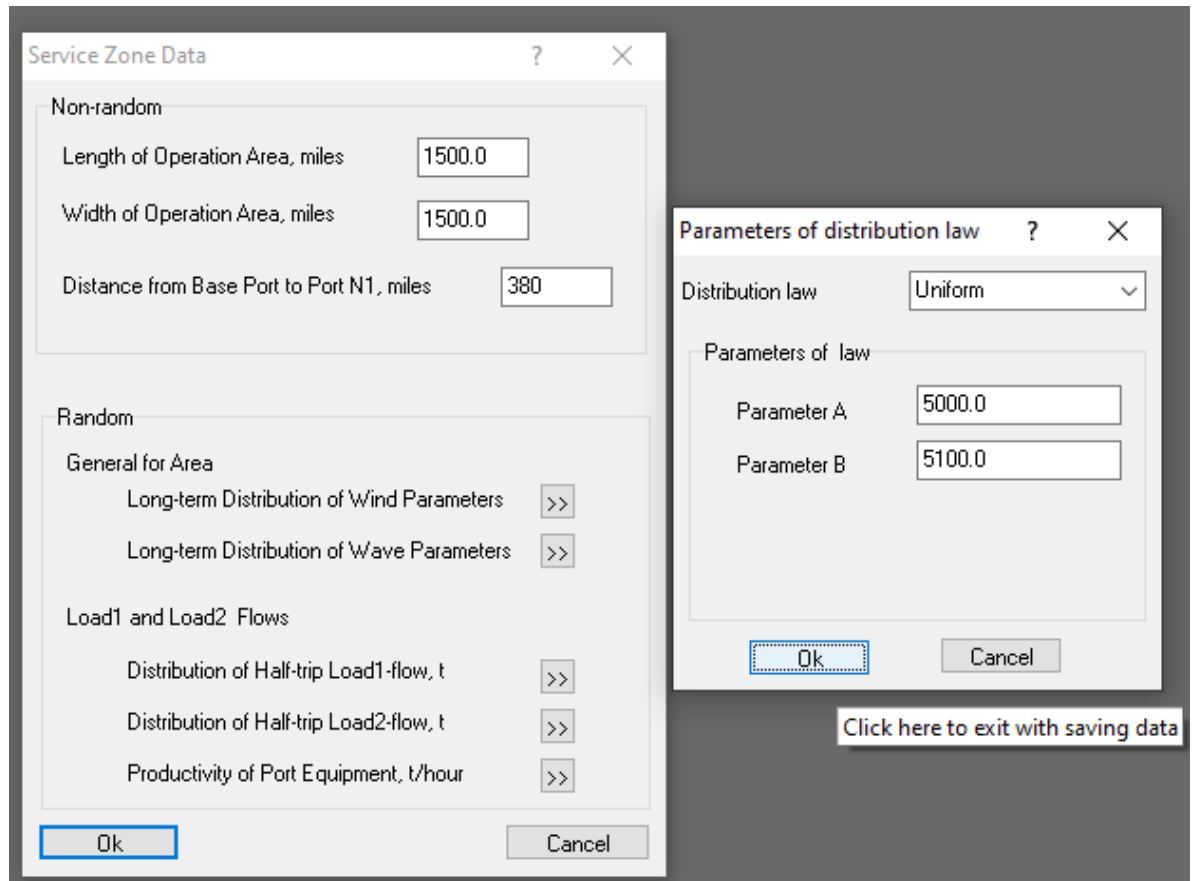 Service Zone Data ?
Non-random
Length of Operation Area, miles 1500.0
Width of Operation Area, miles 1500.0
Distance from Base Port to Port N1, miles 380
Random
General for Area
Long-term Distribution of Wind Parameters >>
Long-term Distribution of Wave Parameters >>
Load1 and Load2 Flows
Distribution of Half-trip Load1-flow, t >>
Distribution of Half-trip Load2-flow, t >>
Productivity of Port Equipment, t/hour >>
Ok Cancel
Parameters of distribution law ?
Distribution law Uniform
Parameters of law
Parameter A 5000.0
Parameter B 5100.0
Ok Cancel
Click here to exit with saving data